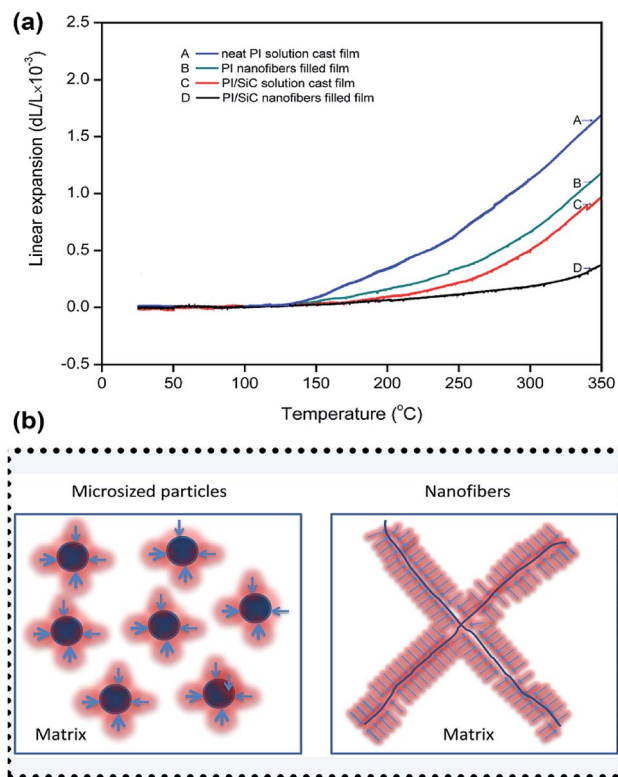 (a)
2.5
2.0
1.5
1.0
0.5
0.0
-0.5
Linear expansion (dL/L×10-3)
A neat PI solution cast film
B PI nanofibers filled film
C PI/SiC solution cast film
D PI/SiC nanofibers filled film
A
B
C
D
0 50 100 150 200 250 300 350
Temperature (oC)
(b)
Microsized particles
Nanofibers
Matrix
Matrix